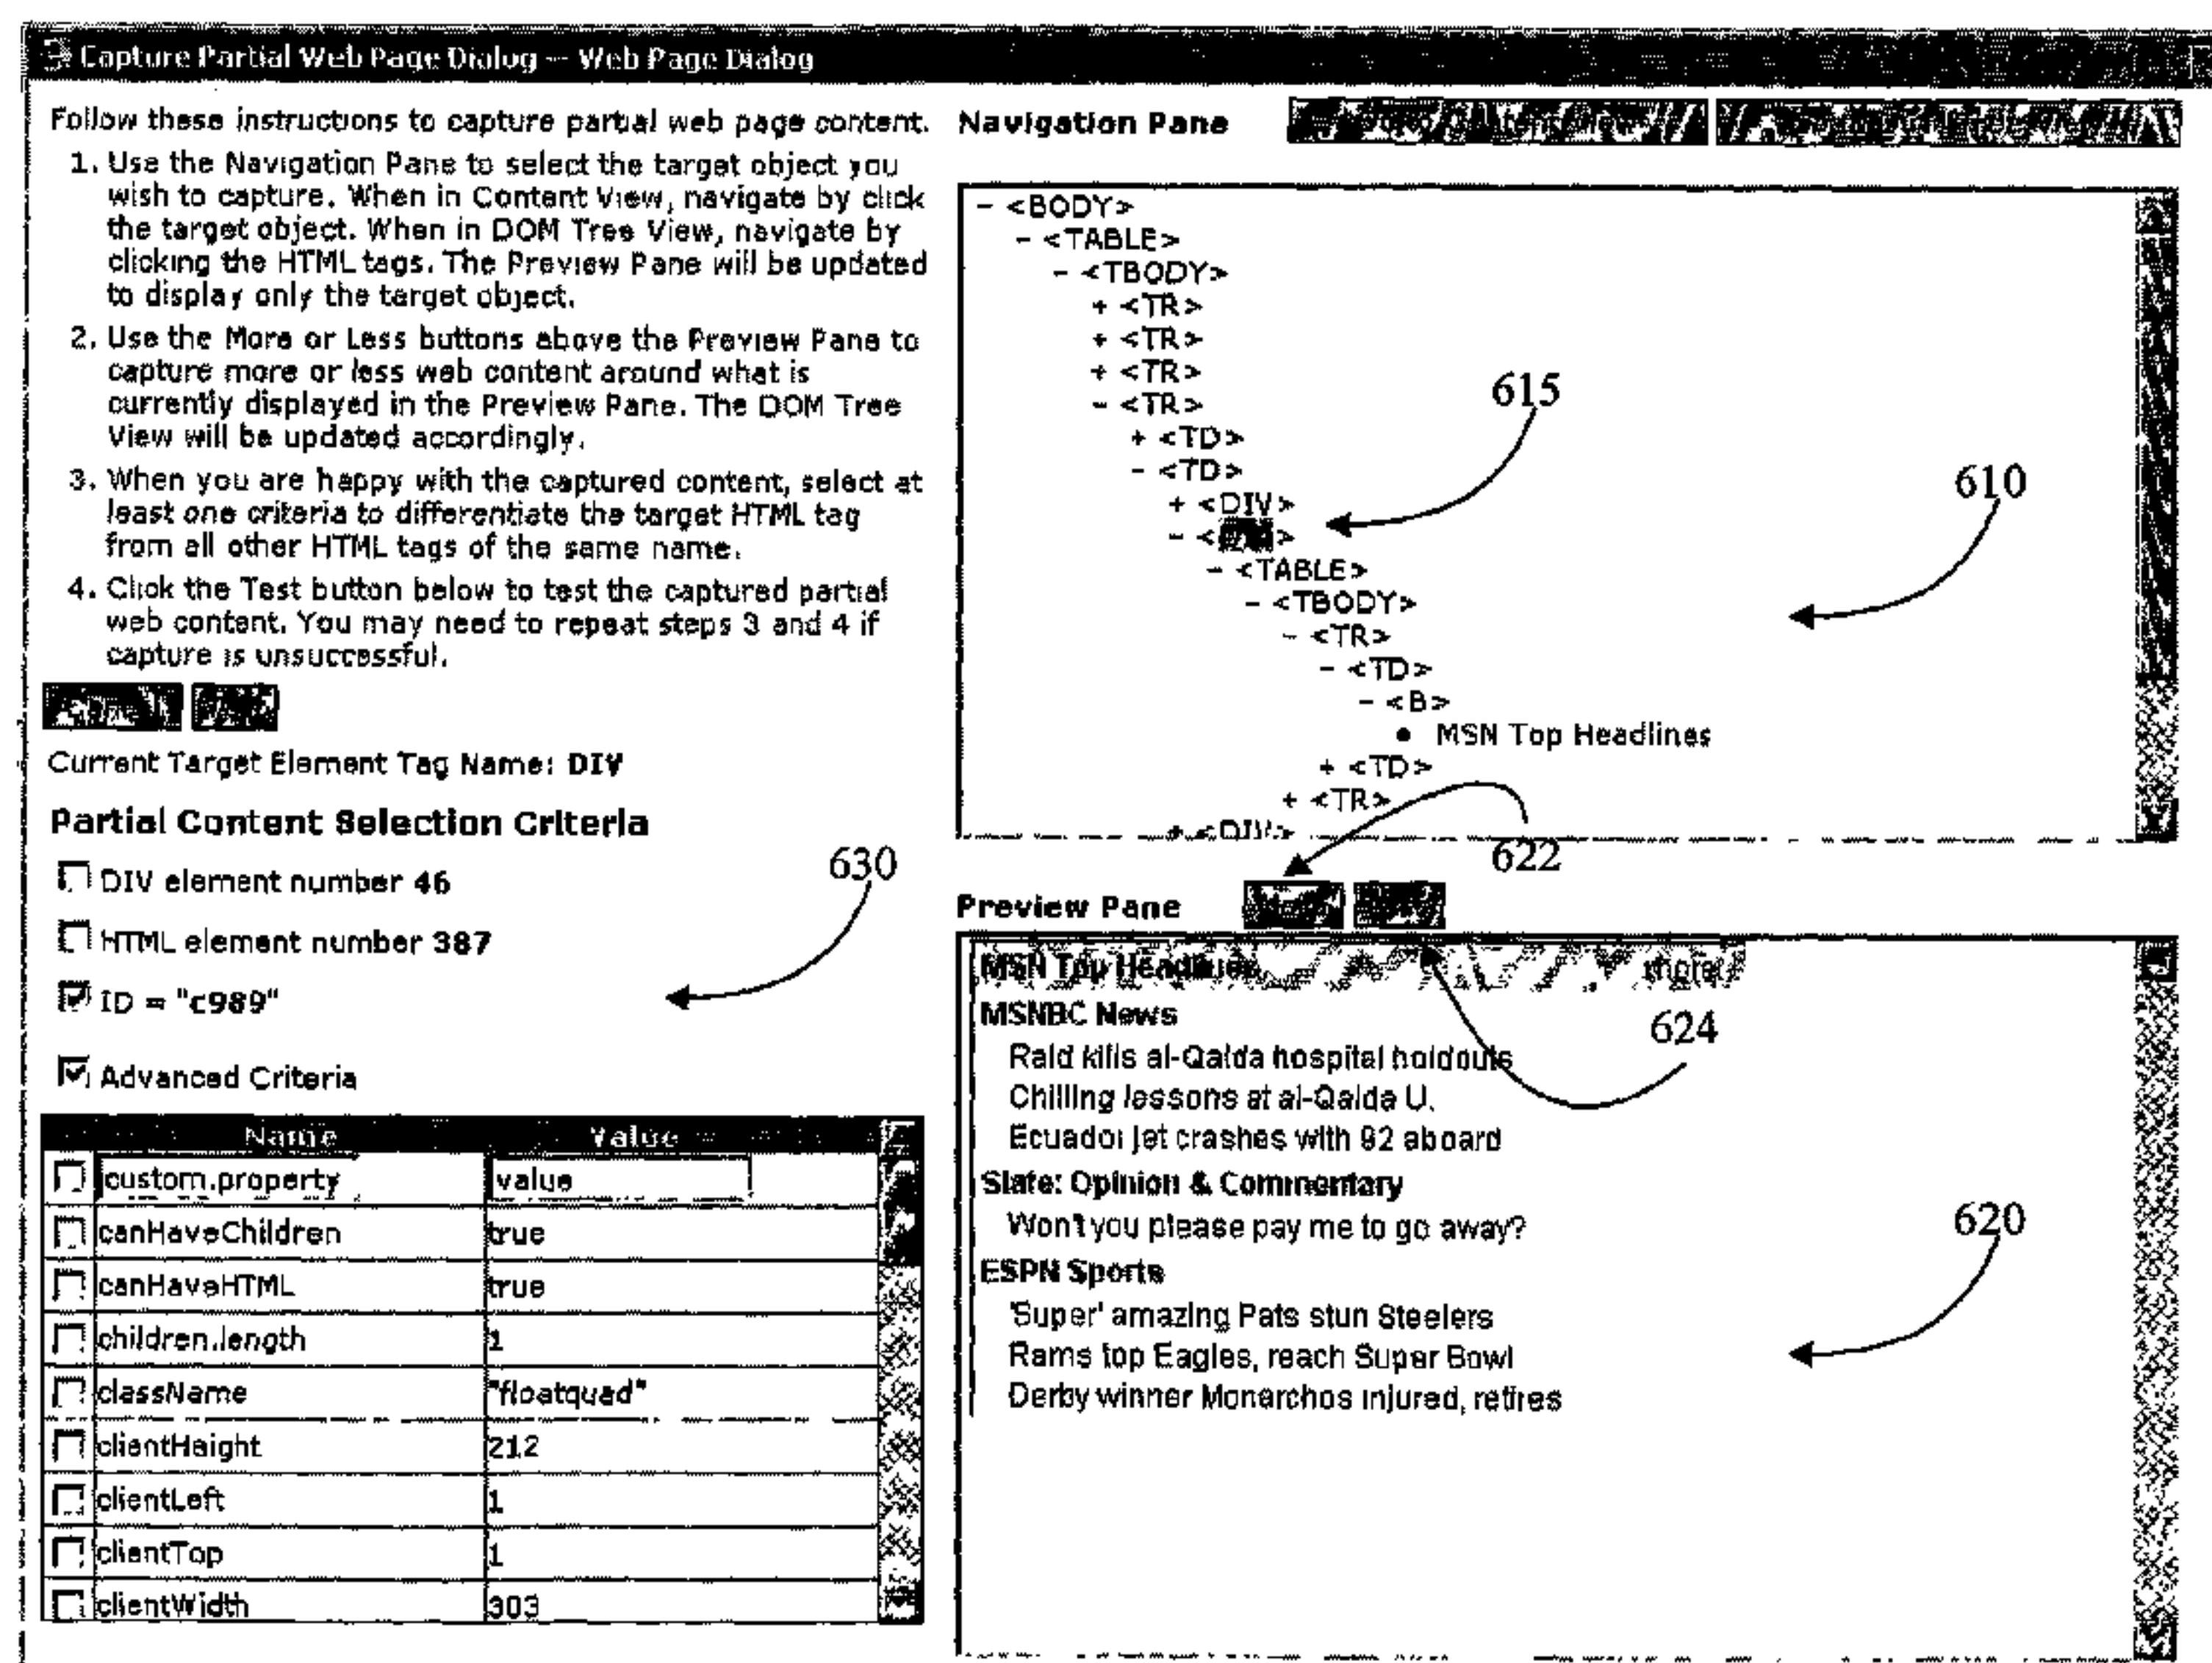 Capture Partial Web Page Dialog -- Web Page Dialog
Follow these instructions to capture partial web page content.
1. Use the Navigation Pane to select the target object you
wish to capture. When in Content View, navigate by click
the target object. When in DOM Tree View, navigate by
clicking the HTML tags. The Preview Pane will be updated
to display only the target object.
2. Use the More or Less buttons above the Preview Pane to
capture more or less web content around what is
currently displayed in the Preview Pane. The DOM Tree
View will be updated accordingly.
3. When you are happy with the captured content, select at
least one criteria to differentiate the target HTML tag
from all other HTML tags of the same name.
4. Click the Test button below to test the captured partial
web content. You may need to repeat steps 3 and 4 if
capture is unsuccessful.
Current Target Element Tag Name: DIV
Partial Content Selection Criteria
DIV element number 46
HTML element number 387
ID = "c989"
Advanced Criteria
630
Name Value
custom.property value
canHaveChildren true
canHaveHTML true
children.length 1
className "floatquad"
clientHeight 212
clientLeft 1
clientTop 1
clientWidth 303
Navigation Pane
- <BODY>
- <TABLE>
- <TBODY>
+ <TR>
+ <TR>
+ <TR>
- <TR>
+ <TD>
- <TD>
+ <DIV>
- < >
- <TABLE>
- <TBODY>
- <TR>
- <TD>
- <B>
• MSN Top Headlines
+ <TD>
+ <TR>
+ <DIV>
615
610
622
Preview Pane
MSN Top Headlines more
MSNBC News
Raid kills al-Qaida hospital holdouts
Chilling lessons at al-Qaida U.
Ecuador jet crashes with 92 aboard
Slate: Opinion & Commentary
Won't you please pay me to go away?
ESPN Sports
'Super' amazing Pats stun Steelers
Rams top Eagles, reach Super Bowl
Derby winner Monarchos injured, retires
624
620